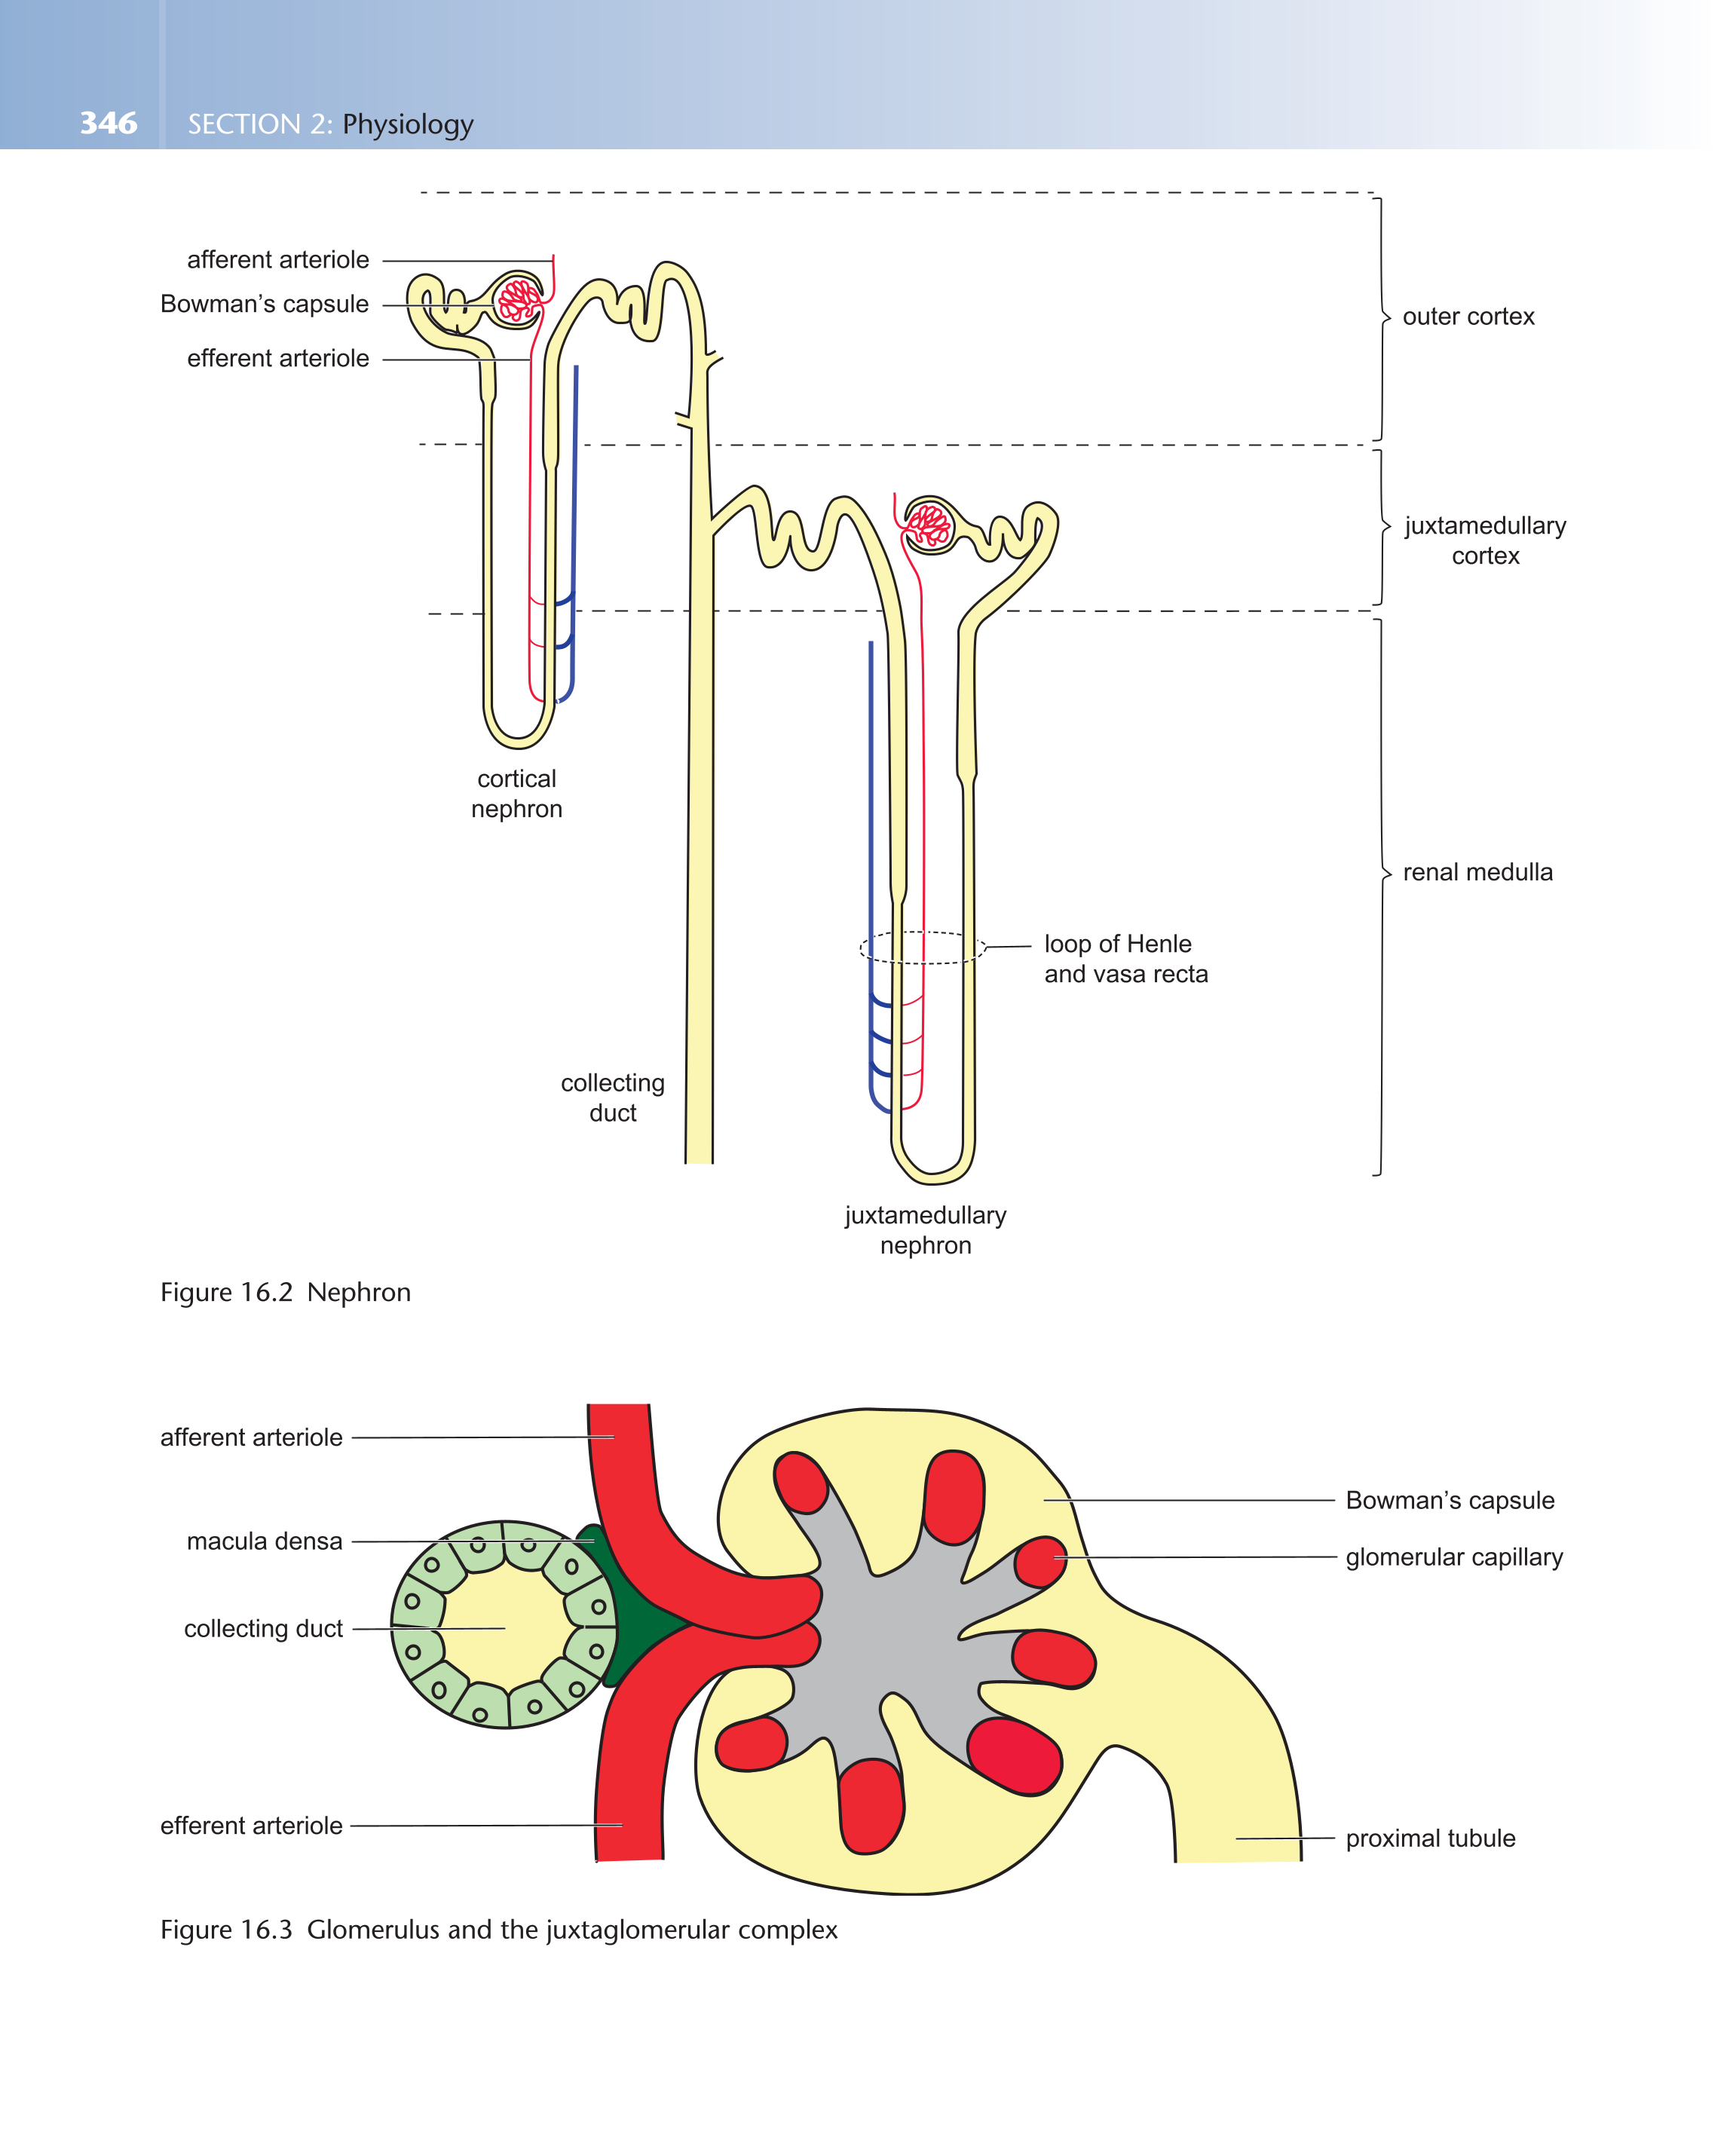 346 SECTION 2: Physiology
afferent arteriole
Bowman’s capsule
efferent arteriole
outer cortex
juxtamedullary
cortex
cortical
nephron
renal medulla
loop of Henle
and vasa recta
collecting
duct
juxtamedullary
nephron
Figure 16.2 Nephron
afferent arteriole
macula densa
collecting duct
efferent arteriole
Bowman’s capsule
glomerular capillary
proximal tubule
Figure 16.3 Glomerulus and the juxtaglomerular complex